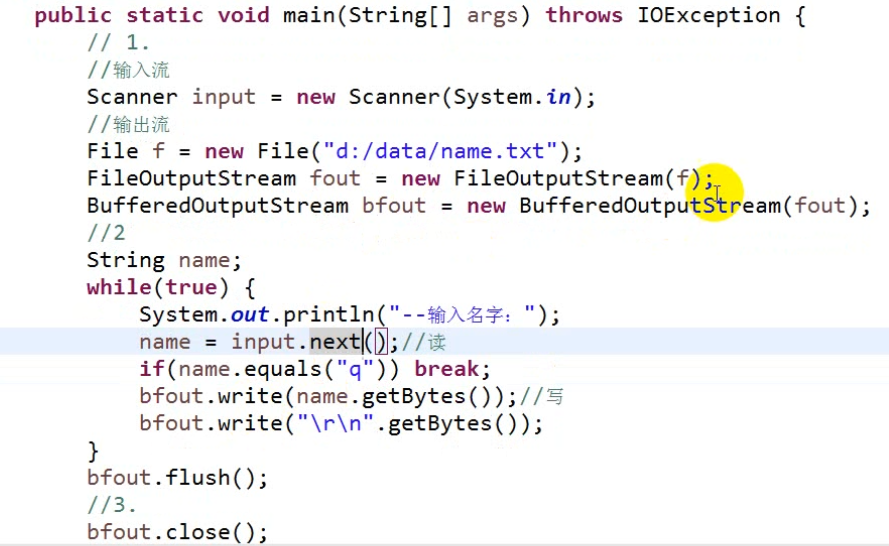 public static void main(String[] args) throws IOException {
// 1.
//输入流
Scanner input = new Scanner(System.in);
//输出流
File f = new File("d:/data/name.txt");
FileOutputStream fout = new FileOutputStream(f);
BufferedOutputStream bfout = new BufferedOutputStream(fout);
//2
String name;
while(true) {
System.out.println("--输入名字：");
name = input.next();//读
if(name.equals("q")) break;
bfout.write(name.getBytes());//写
bfout.write("\r\n".getBytes());
}
bfout.flush();
//3.
bfout.close();